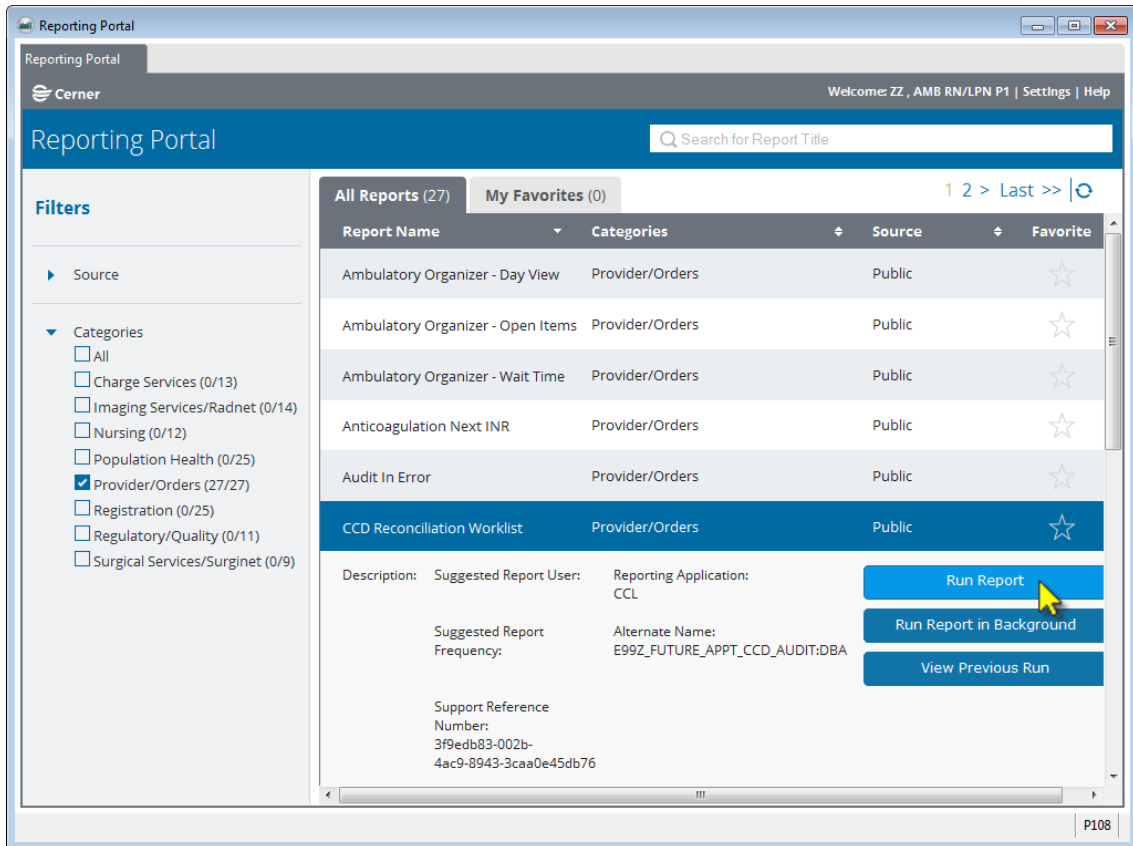 Reporting Portal
Reporting Portal
Cerner
Welcome: ZZ , AMB RN/LPN P1 | Settings | Help
Reporting Portal
Search for Report Title
Filters
Source
Categories
All
Charge Services (0/13)
Imaging Services/Radnet (0/14)
Nursing (0/12)
Population Health (0/25)
Provider/Orders (27/27)
Registration (0/25)
Regulatory/Quality (0/11)
Surgical Services/Surginet (0/9)
All Reports (27) My Favorites (0) 1 2 > Last >>
Report Name Categories Source Favorite
Ambulatory Organizer - Day View Provider/Orders Public
Ambulatory Organizer - Open Items Provider/Orders Public
Ambulatory Organizer - Wait Time Provider/Orders Public
Anticoagulation Next INR Provider/Orders Public
Audit In Error Provider/Orders Public
CCD Reconciliation Worklist Provider/Orders Public
Description: Suggested Report User: Reporting Application:
CCL
Suggested Report Alternate Name:
Frequency: E99Z_FUTURE_APPT_CCD_AUDIT:DBA
Support Reference
Number:
3f9edb83-002b-
4ac9-8943-3caa0e45db76
Run Report
Run Report in Background
View Previous Run
P108